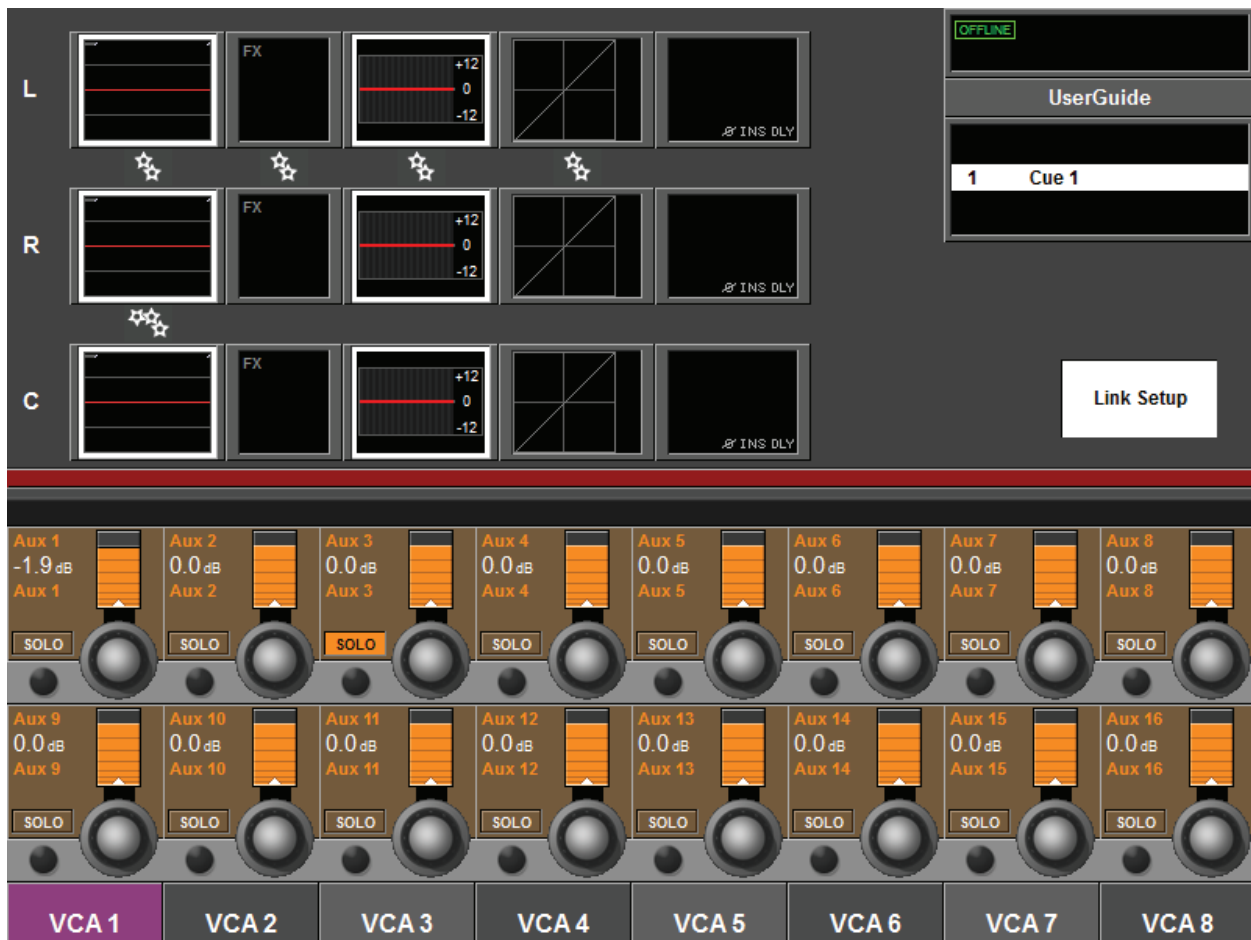 OFFLINE
UserGuide
1 Cue 1
L FX +12
0
-12
INS DLY
R FX +12
0
-12
INS DLY
C FX +12
0
-12
INS DLY
Link Setup
Aux 1 Aux 2 Aux 3 Aux 4 Aux 5 Aux 6 Aux 7 Aux 8
-1.9 dB 0.0 dB 0.0 dB 0.0 dB 0.0 dB 0.0 dB 0.0 dB 0.0 dB
Aux 1 Aux 2 Aux 3 Aux 4 Aux 5 Aux 6 Aux 7 Aux 8
SOLO SOLO SOLO SOLO SOLO SOLO SOLO SOLO
Aux 9 Aux 10 Aux 11 Aux 12 Aux 13 Aux 14 Aux 15 Aux 16
0.0 dB 0.0 dB 0.0 dB 0.0 dB 0.0 dB 0.0 dB 0.0 dB 0.0 dB
Aux 9 Aux 10 Aux 11 Aux 12 Aux 13 Aux 14 Aux 15 Aux 16
SOLO SOLO SOLO SOLO SOLO SOLO SOLO SOLO
VCA 1 VCA 2 VCA 3 VCA 4 VCA 5 VCA 6 VCA 7 VCA 8